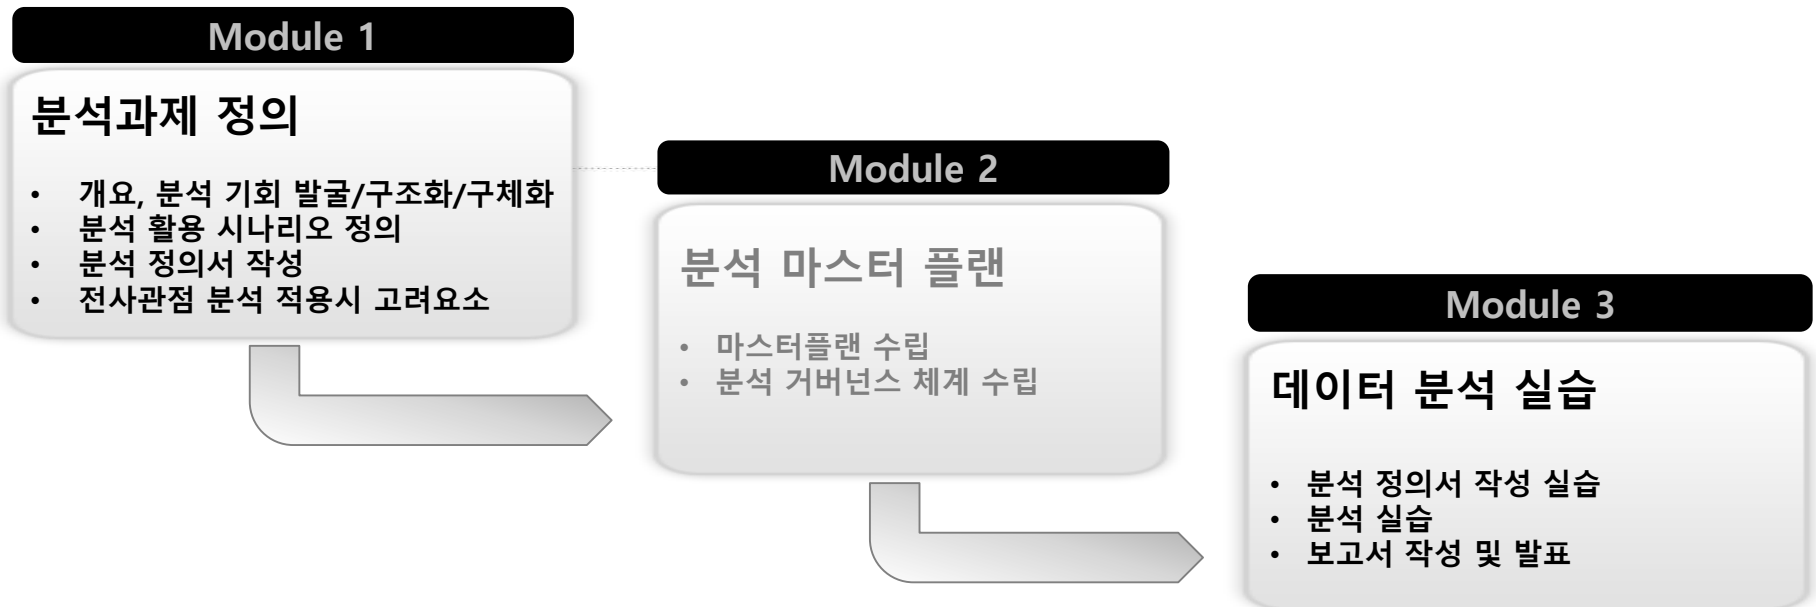 Module 1
분석과제 정의
• 개요, 분석 기회 발굴/구조화/구체화
• 분석 활용 시나리오 정의
• 분석 정의서 작성
• 전사관점 분석 적용시 고려요소
Module 2
분석 마스터 플랜
• 마스터플랜 수립
• 분석 거버넌스 체계 수립
Module 3
데이터 분석 실습
• 분석 정의서 작성 실습
• 분석 실습
• 보고서 작성 및 발표